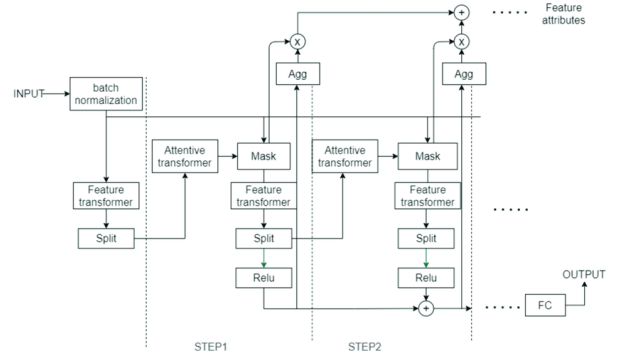 Feature
attributes
+
X
X
Agg
Agg
INPUT
batch
normalization
Attentive
transformer
Mask
Attentive
transformer
Mask
Feature
transformer
Feature
transformer
Feature
transformer
Split
Split
Split
Relu
Relu
+
FC
OUTPUT
STEP1
STEP2